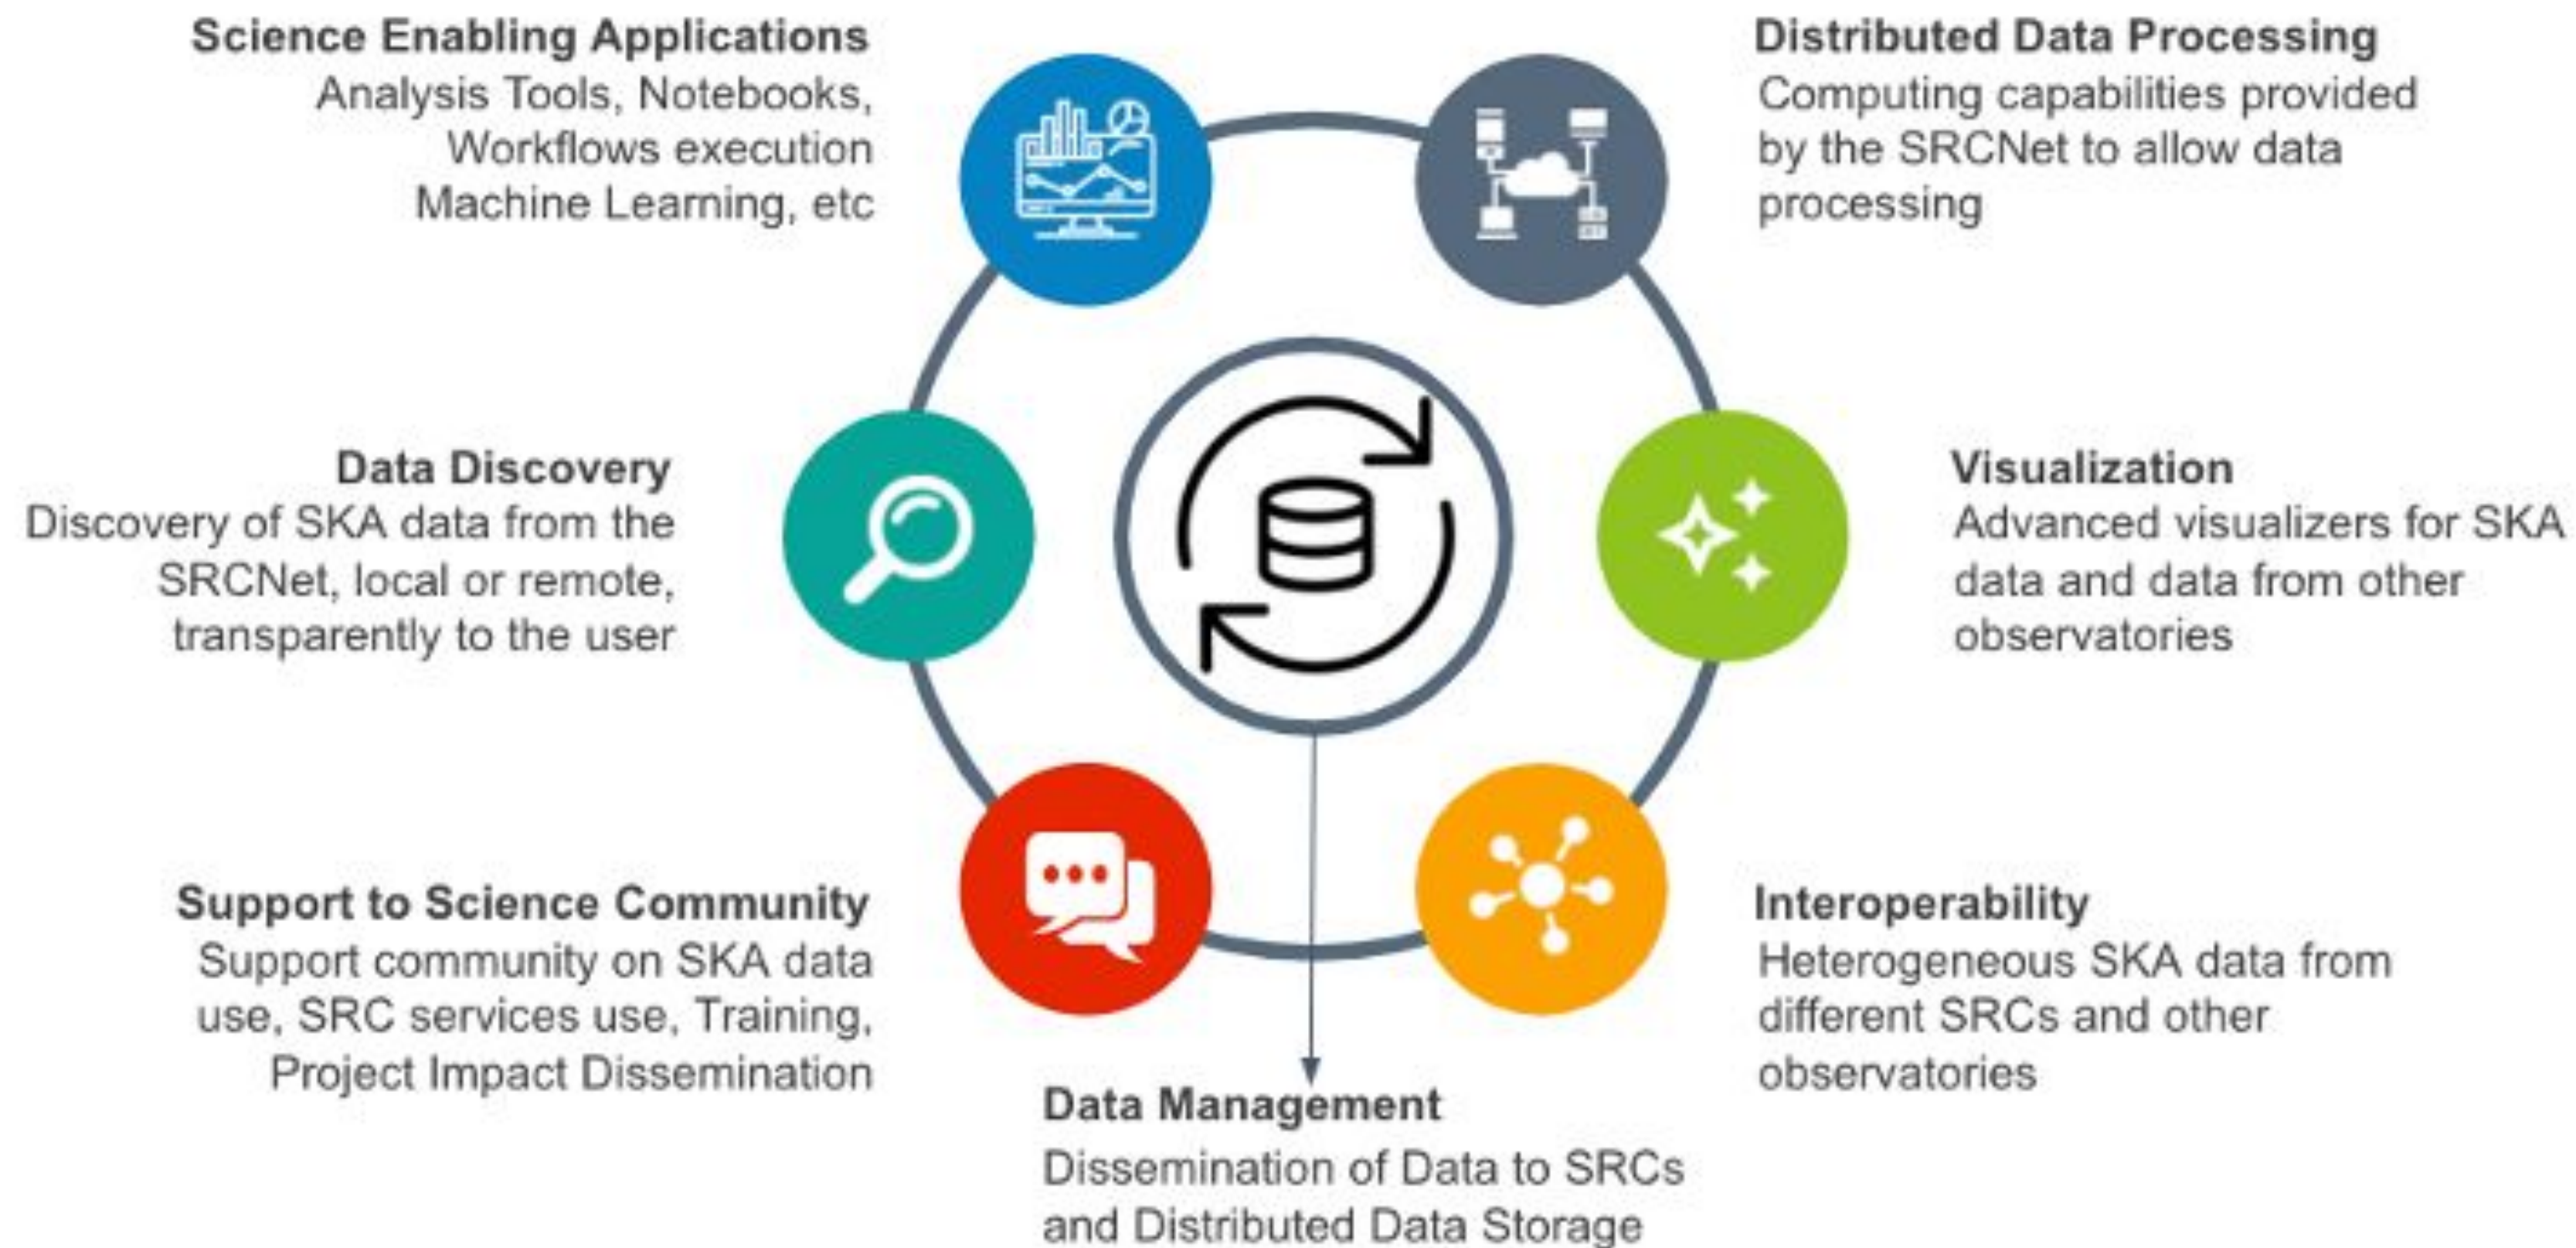 Science Enabling Applications
Analysis Tools, Notebooks,
Workflows execution
Machine Learning, etc
Distributed Data Processing
Computing capabilities provided
by the SRCNet to allow data
processing
Data Discovery
Discovery of SKA data from the
SRCNet, local or remote,
transparently to the user
Visualization
Advanced visualizers for SKA
data and data from other
observatories
Support to Science Community
Support community on SKA data
use, SRC services use, Training,
Project Impact Dissemination
Interoperability
Heterogeneous SKA data from
different SRCs and other
observatories
Data Management
Dissemination of Data to SRCs
and Distributed Data Storage